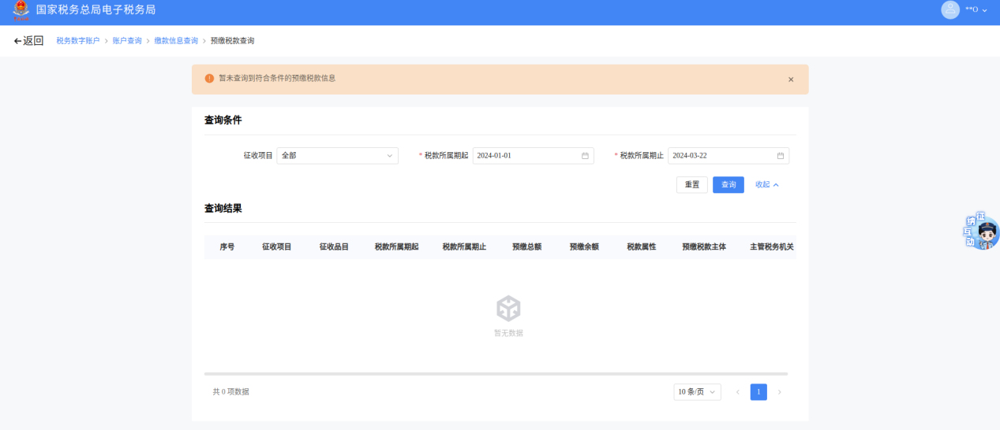 国家税务总局电子税务局
**O
返回 税务数字账户 > 账户查询 > 缴款信息查询 > 预缴税款查询
暂未查询到符合条件的预缴税款信息
查询条件
征收项目 全部 * 税款所属期起 2024-01-01 * 税款所属期止 2024-03-22
重置 查询 收起
查询结果
征纳互动
序号 征收项目 征收品目 税款所属期起 税款所属期止 预缴总额 预缴余额 税款属性 预缴税款主体 主管税务机关
暂无数据
共 0 项数据 10 条/页 1